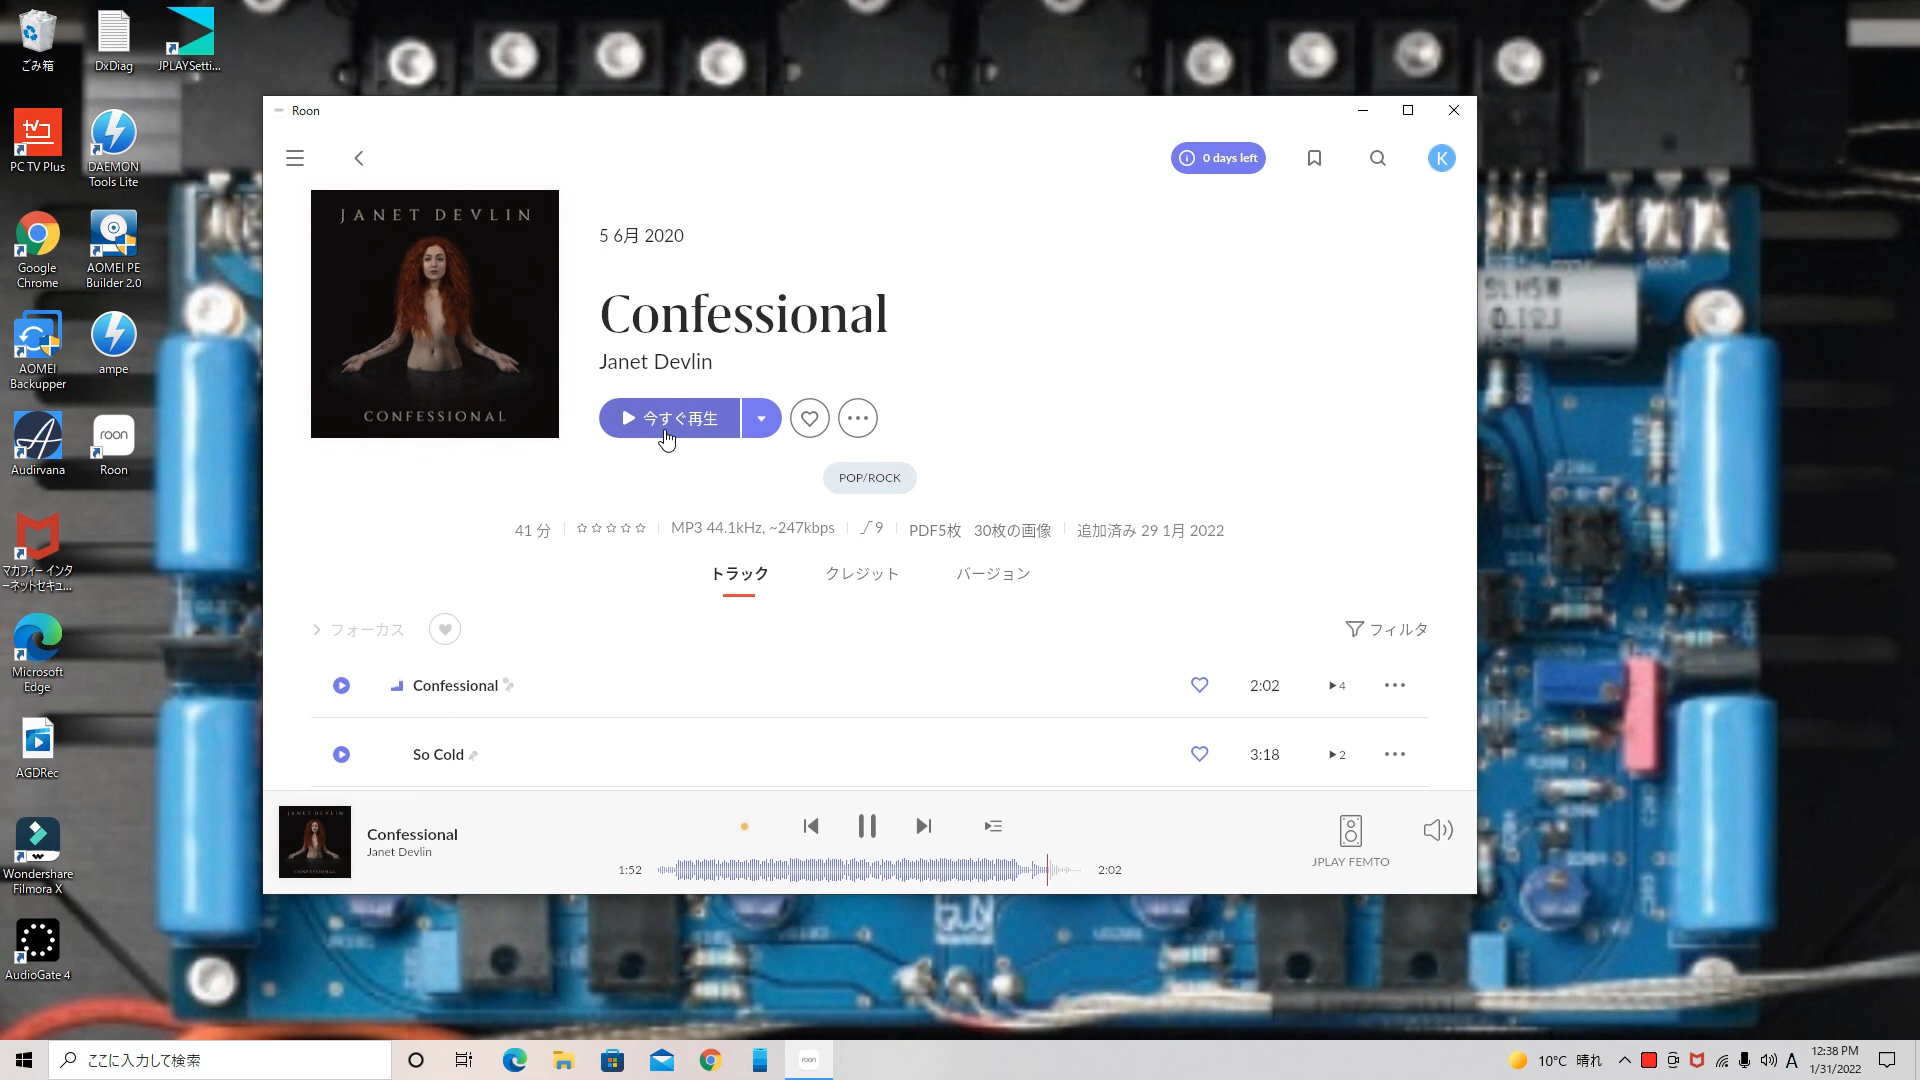 ごみ箱
DxDiag
JPLAYSetti...
PC TV Plus
DAEMON
Tools Lite
Google
Chrome
AOMEI PE
Builder 2.0
AOMEI
Backupper
ampe
Audirvana
roon
Roon
マカフィー インタ
ーネットセキュ...
Microsoft
Edge
AGDRec
Wondershare
Filmora X
AudioGate 4
Roon
0 days left
K
JANET DEVLIN
CONFESSIONAL
5 6月 2020
Confessional
Janet Devlin
今すぐ再生
POP/ROCK
41 分
MP3 44.1kHz, ~247kbps
9
PDF5枚 30枚の画像
追加済み 29 1月 2022
トラック クレジット バージョン
フォーカス
フィルタ
Confessional 2:02 4
So Cold 3:18 2
JANET DEVLIN
CONFESSIONAL
Confessional
Janet Devlin
1:52
2:02
JPLAY FEMTO
ここに入力して検索
roon
10°C 晴れ
A
12:38 PM
1/31/2022